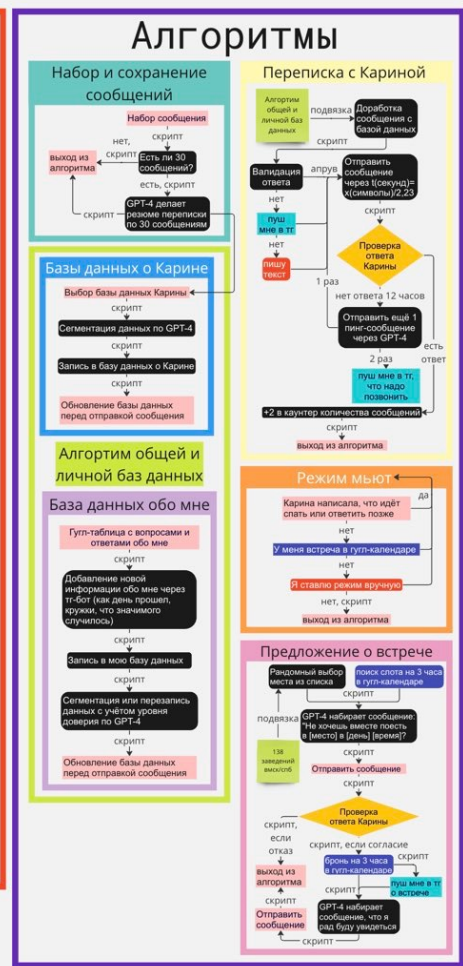 Алгоритмы
Набор и сохранение
сообщений
Набор сообщения
скрипт
нет,
скрипт
выход из
алгоритма
Есть ли 30
сообщений?
есть, скрипт
скрипт
GPT-4 делает
резюме переписки
по 30 сообщениям
Базы данных о Карине
Выбор базы данных Карины
скрипт
Сегментация данных по GPT-4
скрипт
Запись в базу данных о Карине
скрипт
Обновление базы данных
перед отправкой сообщения
Алгортим общей и
личной баз данных
База данных обо мне
Гугл-таблица с вопросами и
ответами обо мне
скрипт
Добавление новой
информации обо мне через
тг-бот (как день прошел,
кружки, что значимого
случилось)
скрипт
Запись в мою базу данных
скрипт
Сегментация или перезапись
данных с учётом уровня
доверия по GPT-4
скрипт
Обновление базы данных
перед отправкой сообщения
Переписка с Кариной
Алгортим
общей и
личной баз
данных
подвязка
Доработка
сообщения с
базой данных
скрипт
Валидация
ответа
апрув
Отправить
сообщение
через t(секунд)=
x(символы)/2,23
нет
пуш
мне в тг
нет
пишу
текст
скрипт
Проверка
ответа
Карины
1 раз
нет ответа 12 часов
Отправить ещё 1
пинг-сообщение
через GPT-4
есть
ответ
2 раз
пуш мне в тг,
что надо
позвонить
+2 в каунтер количества сообщений
скрипт
выход из алгоритма
Режим мьют
да
Карина написала, что идёт
спать или ответить позже
нет
У меня встреча в гугл-календаре
нет
Я ставлю режим вручную
нет, скрипт
выход из алгоритма
Предложение о встрече
Рандомный выбор
места из списка
поиск слота на 3 часа
в гугл-календаре
скрипт
скрипт
подвязка
138
заведений
вмск/спб
GPT-4 набирает сообщение:
"Не хочешь вместе поесть
в [место] в [день] [время]?
скрипт
Отправить сообщение
скрипт
Проверка
ответа Карины
скрипт,
если
отказ
скрипт, если согласие
бронь на 3 часа
в гугл-календаре
скрипт
выход из
алгоритма
скрипт
пуш мне в тг
о встрече
скрипт
Отправить
сообщение
GPT-4 набирает
сообщение, что я
рад буду увидеться
скрипт